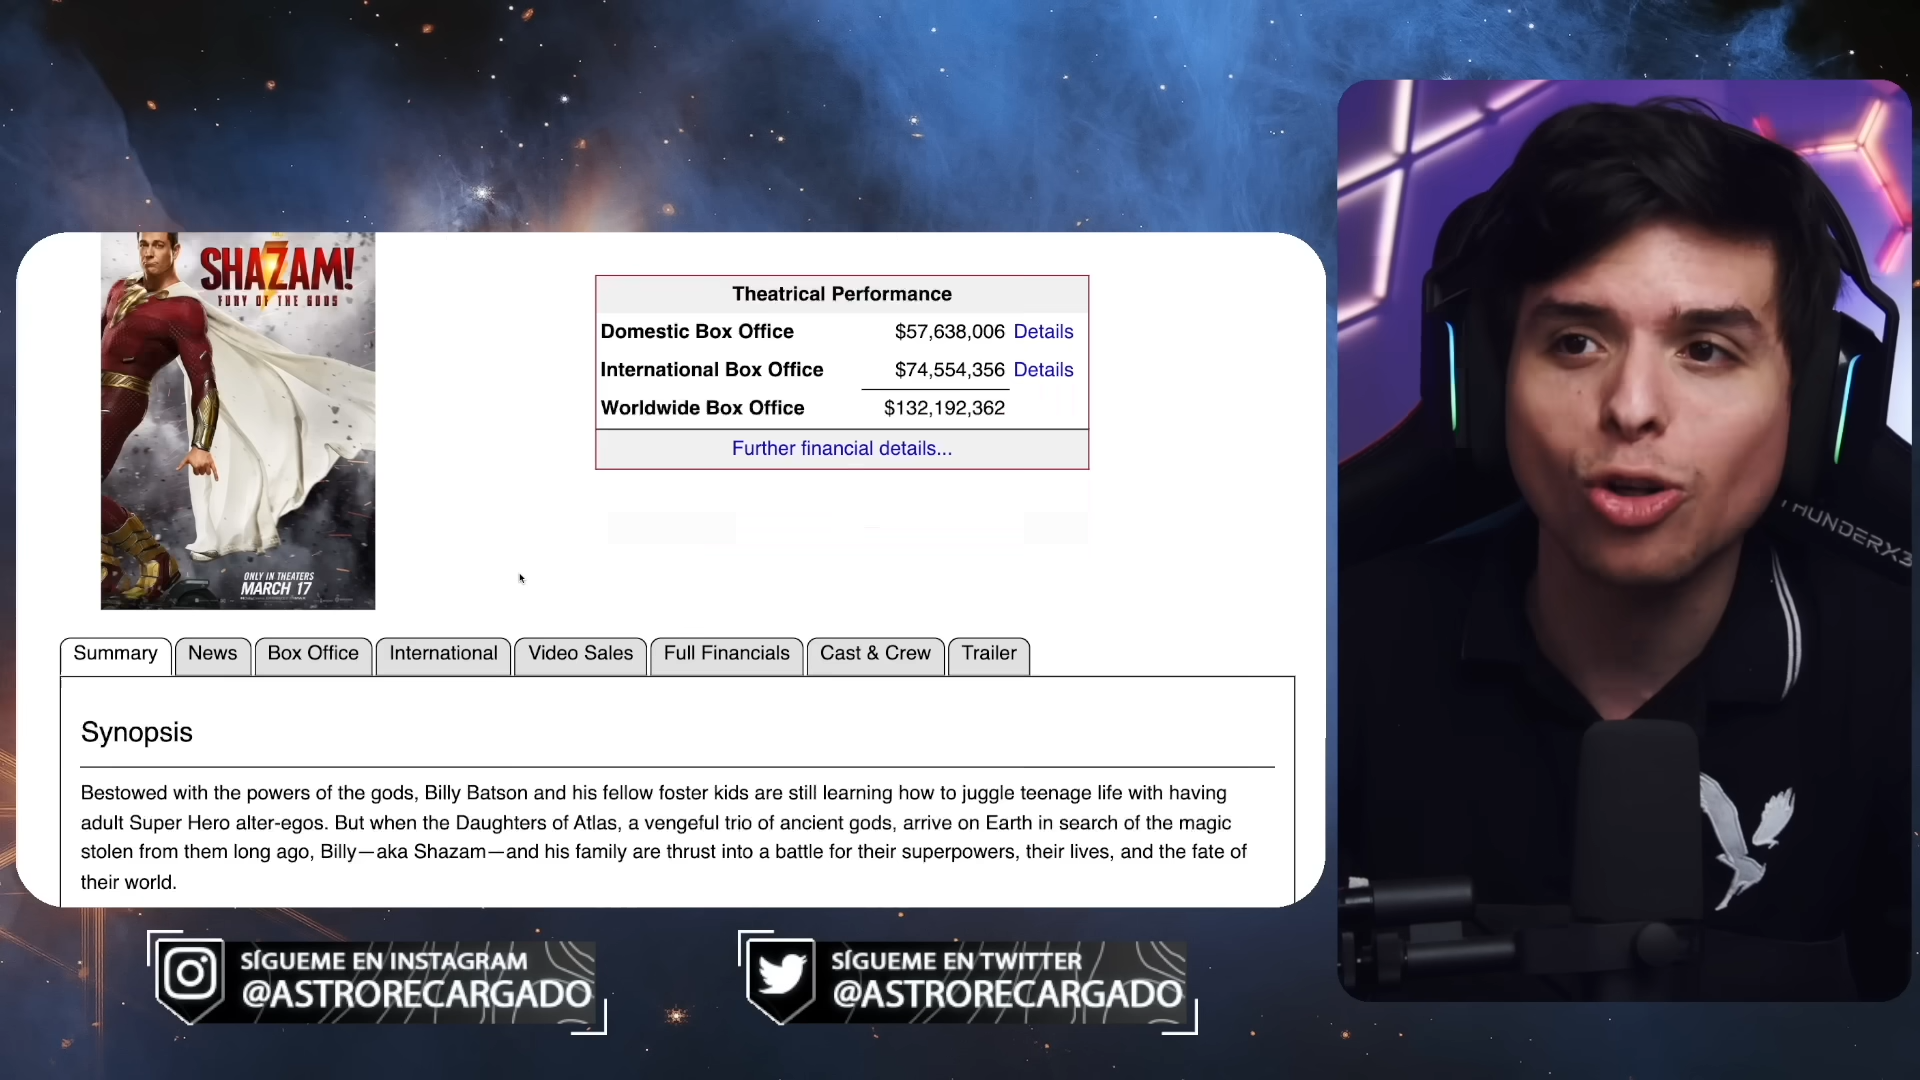 SHAZAM!
FURY OF THE GODS
ONLY IN THEATERS
MARCH 17
Theatrical Performance
Domestic Box Office $57,638,006 Details
International Box Office $74,554,356 Details
Worldwide Box Office $132,192,362
Further financial details...
Summary News Box Office International Video Sales Full Financials Cast & Crew Trailer
Synopsis
Bestowed with the powers of the gods, Billy Batson and his fellow foster kids are still learning how to juggle teenage life with having
adult Super Hero alter-egos. But when the Daughters of Atlas, a vengeful trio of ancient gods, arrive on Earth in search of the magic
stolen from them long ago, Billy—aka Shazam—and his family are thrust into a battle for their superpowers, their lives, and the fate of
their world.
THUNDERX3
SÍGUEME EN INSTAGRAM
@ASTRORECARGADO
SÍGUEME EN TWITTER
@ASTRORECARGADO